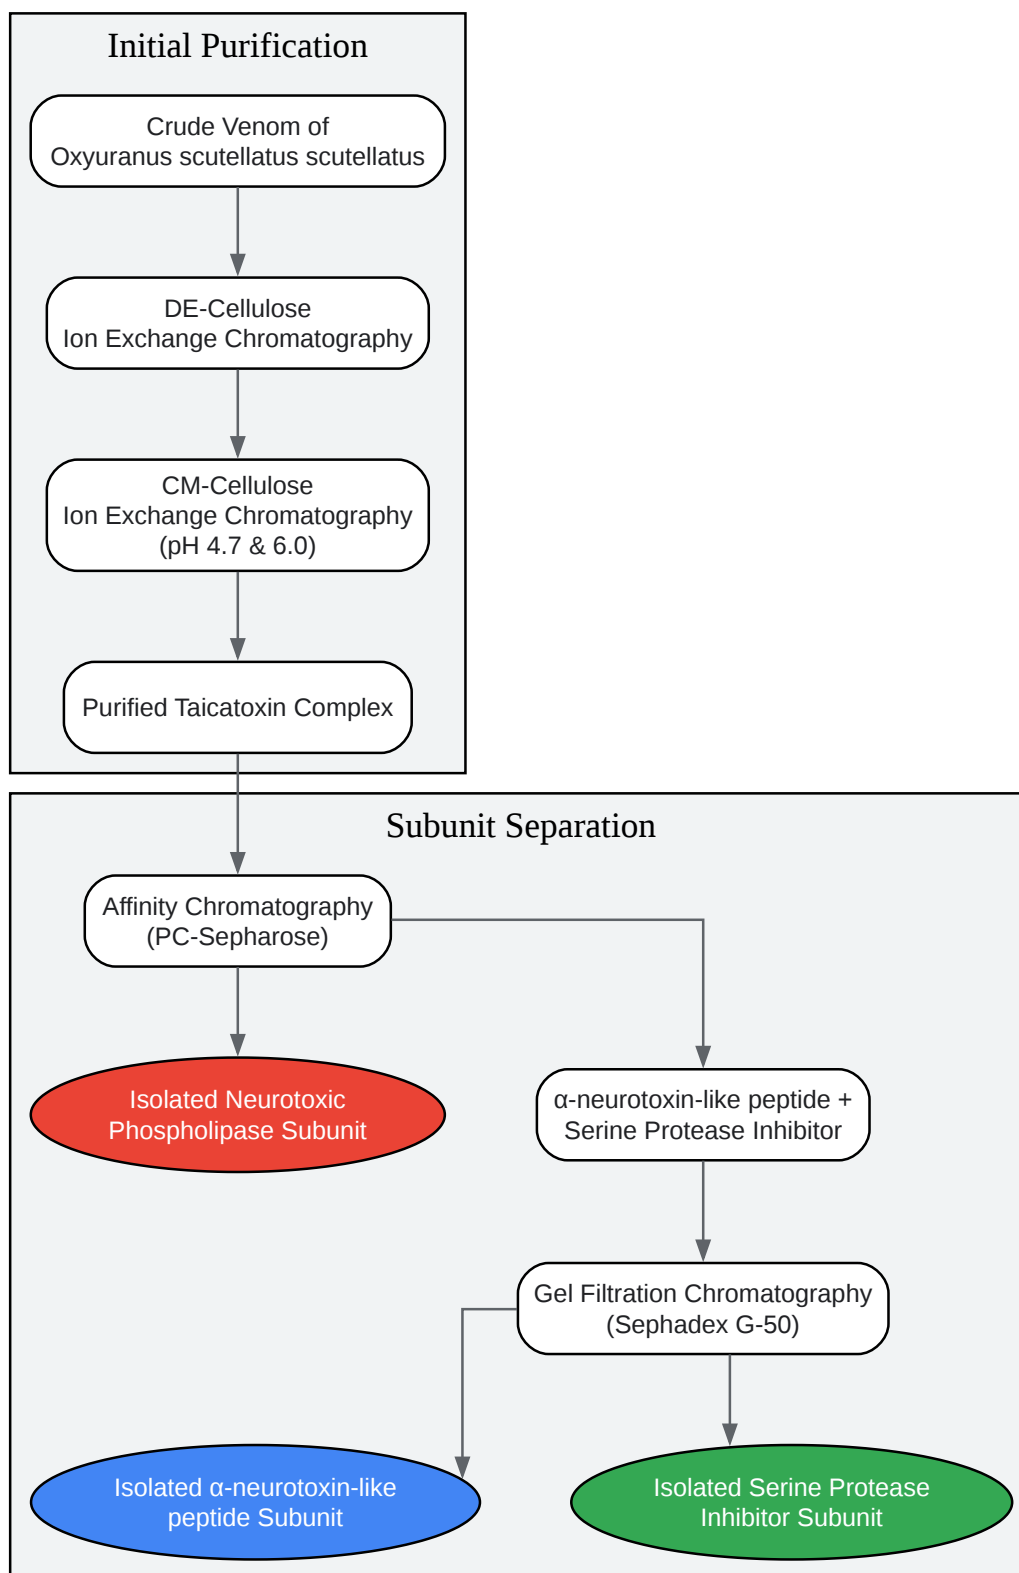 Initial Purification
Crude Venom of
Oxyuranus scutellatus scutellatus
DE-Cellulose
Ion Exchange Chromatography
CM-Cellulose
Ion Exchange Chromatography
(pH 4.7 & 6.0)
Purified Taicatoxin Complex
Subunit Separation
Affinity Chromatography
(PC-Sepharose)
Isolated Neurotoxic
Phospholipase Subunit
α-neurotoxin-like peptide +
Serine Protease Inhibitor
Gel Filtration Chromatography
(Sephadex G-50)
Isolated α-neurotoxin-like
peptide Subunit
Isolated Serine Protease
Inhibitor Subunit